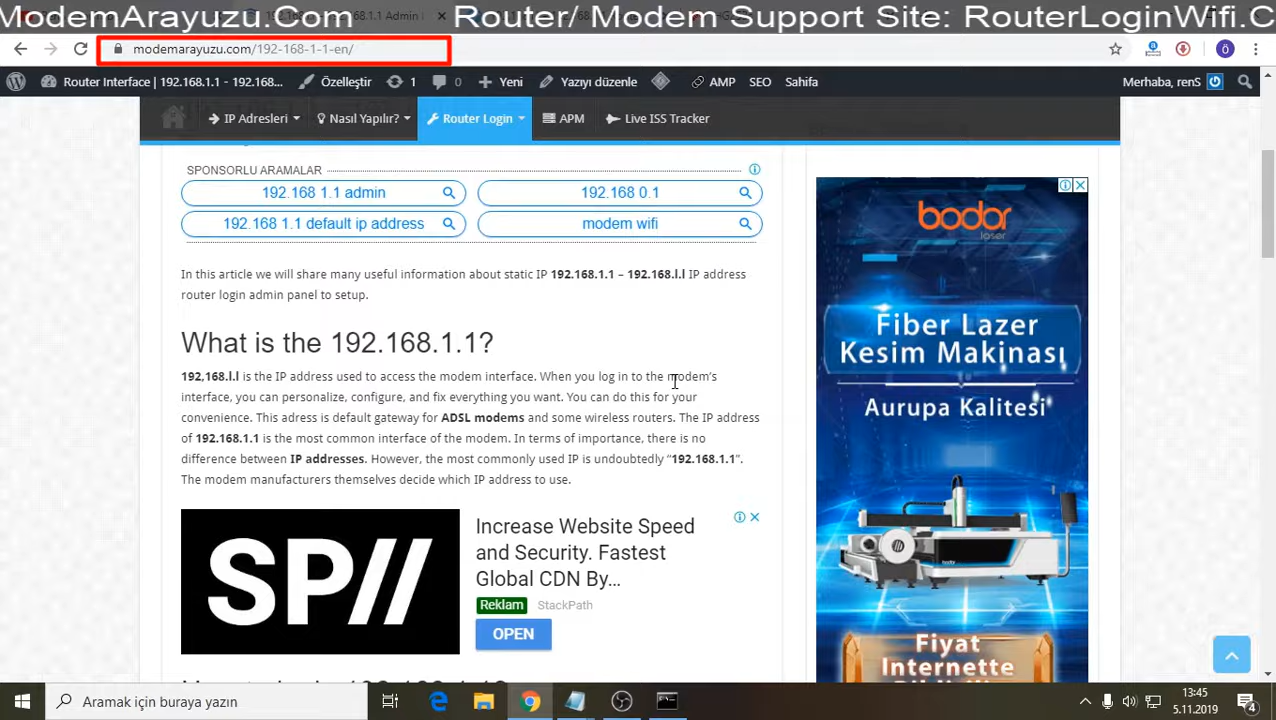 ModemArayuzu.Com Router/Modem Support Site: RouterLoginWifi.C
modemarayuzu.com/192-168-1-1-en/
ö
Router Interface | 192.168.1.1 - 192.168... Özelleştir 1 0 Yeni Yazıyı düzenle AMP SEO Sahifa Merhaba, renS
IP Adresleri Nasıl Yapılır? Router Login APM Live ISS Tracker
SPONSORLU ARAMALAR
192.168 1.1 admin 192.168 0.1
192.168 1.1 default ip address modem wifi
In this article we will share many useful information about static IP 192.168.1.1 – 192.168.l.l IP address
router login admin panel to setup.
What is the 192.168.1.1?
192,168.l.l is the IP address used to access the modem interface. When you log in to the modem's
interface, you can personalize, configure, and fix everything you want. You can do this for your
convenience. This adress is default gateway for ADSL modems and some wireless routers. The IP address
of 192.168.1.1 is the most common interface of the modem. In terms of importance, there is no
difference between IP addresses. However, the most commonly used IP is undoubtedly “192.168.1.1”.
The modem manufacturers themselves decide which IP address to use.
SP//
Increase Website Speed
and Security. Fastest
Global CDN By...
Reklam StackPath
OPEN
bodor
laser
Fiber Lazer
Kesim Makinası
Aurupa Kalitesi
bodor
Fiyat
Internette
Aramak için buraya yazın
13:45
5.11.2019
4